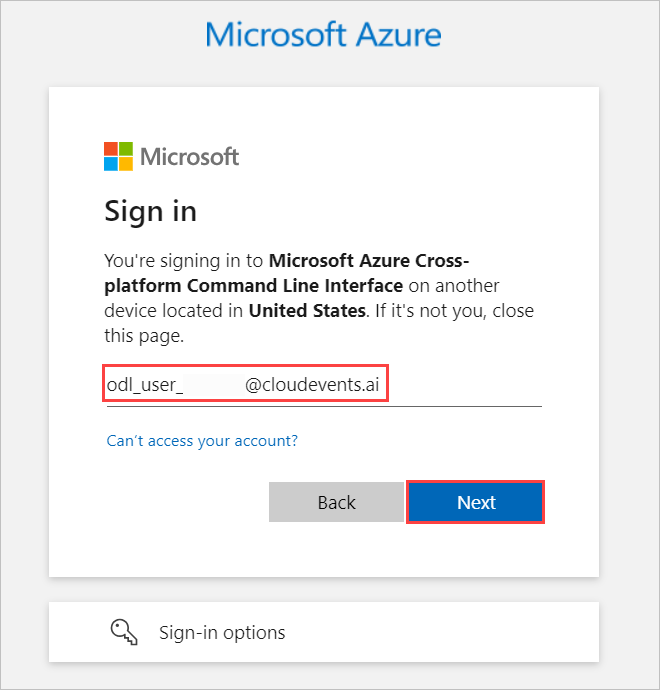 Microsoft Azure
Microsoft
Sign in
You're signing in to Microsoft Azure Cross-
platform Command Line Interface on another
device located in United States. If it's not you, close
this page.
odl_user_ @cloudevents.ai
Can't access your account?
Back Next
Sign-in options